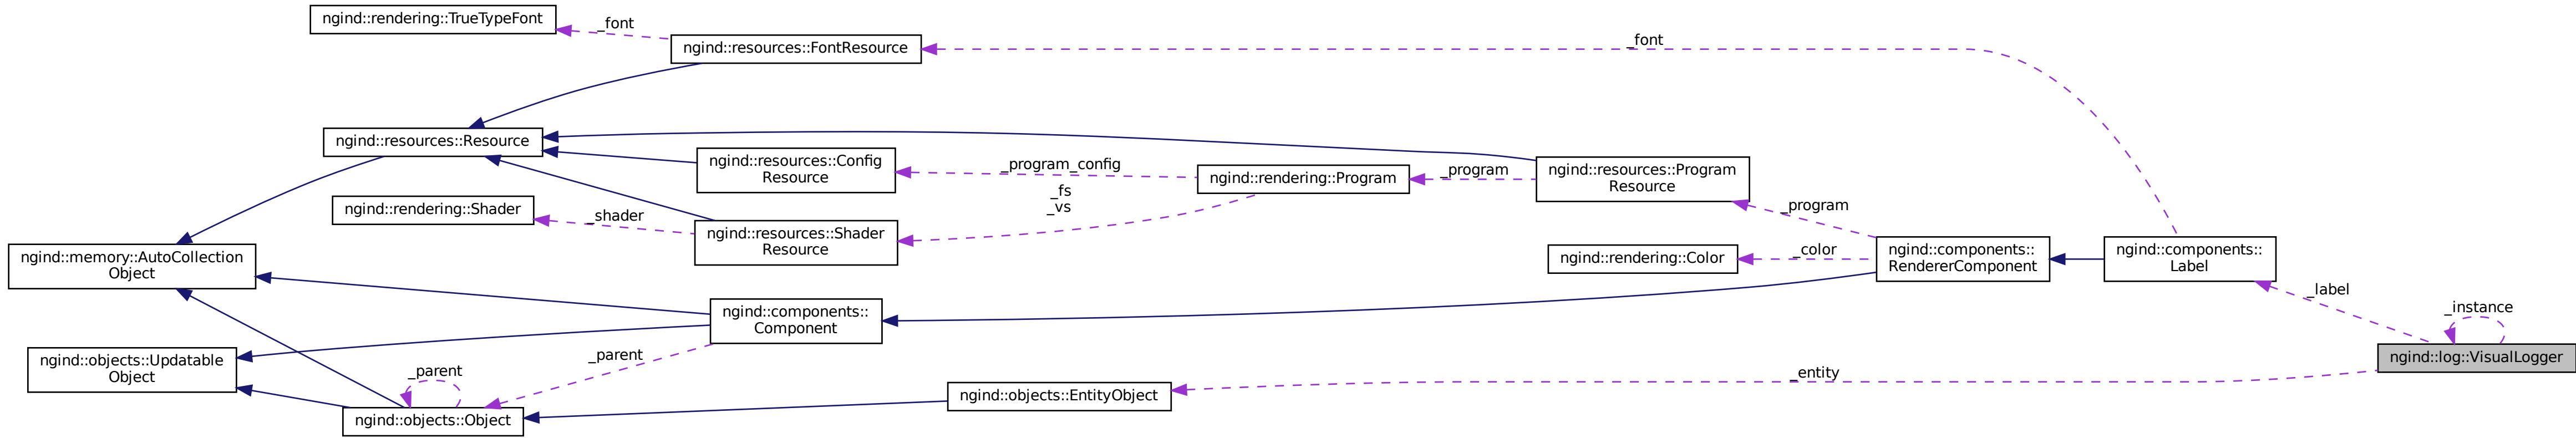 ngind::rendering::TrueTypeFont
_font
ngind::resources::FontResource
_font
ngind::resources::Resource
ngind::resources::Config
Resource
_program_config
_fs
_vs
ngind::rendering::Program
_program
ngind::resources::Program
Resource
ngind::rendering::Shader
_shader
ngind::resources::Shader
Resource
_program
ngind::memory::AutoCollection
Object
ngind::rendering::Color
_color
ngind::components::
RendererComponent
ngind::components::
Label
_label
_instance
ngind::components::
Component
ngind::objects::Updatable
Object
_parent
_parent
ngind::log::VisualLogger
_entity
ngind::objects::EntityObject
ngind::objects::Object